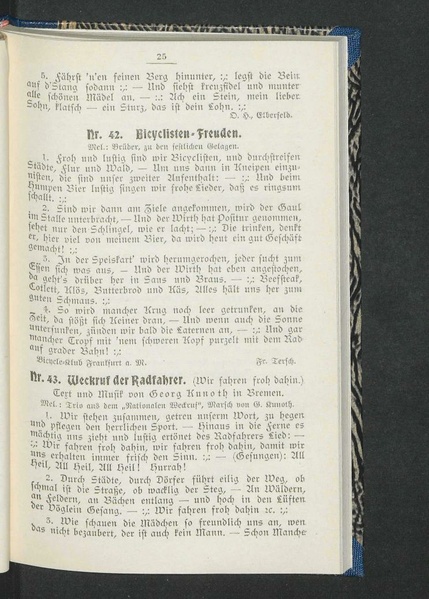 25
5. Fährst 'n'en feinen Berg hinunter, :,: legst die Bein
auf d'Stang sodann :,: — Und siehst kreuzfidel und munter
alle schönen Mädel an. — :,: Ach ein Stein, mein lieber
Sohn, Klatsch — ein Sturz, das ist dein Lohn. :,:
O. H., Elberfeld.
Nr. 42. Bicyclisten-Freuden.
Mel.: Brüder, zu den festlichen Gelagen.
1. Froh und lustig sind wir Bicyclisten, und durchstreifen
Städte, Flur und Wald, — Um uns dann in Kneipen einzu-
nisten, die sind unser zweiter Aufenthalt: — :,: Und beim
Humpen Bier lustig singen wir frohe Lieder, daß es ringsum
schallt. :,:
2. Sind wir dann am Ziele angekommen, wird der Gaul
im Stalle unterbracht, — Und der Wirth hat Positur genommen,
sehet nur den Schlingel, wie er lacht; — :,: Die trinken, denkt
er, hier viel von meinem Bier, da wird heut ein gut Geschäft
gemacht! :,:
3. In der Speiskart' wird herumgerochen, jeder sucht zum
Essen sich was aus, — Und der Wirth hat eben angestochen,
da geht's drüber her in Saus und Braus. — :,: Beefsteak,
Cotlett, Klös, Butterbrod und Käs, Alles hält uns her zum
guten Schmaus. :,:
4. So wird mancher Krug noch leer getrunken, an die
Zeit, da stößt sich Keiner dran, — Und wenn auch die Sonne
untersunken, zünden wir bald die Laternen an, — :,: Und gar
mancher Tropf mit 'nem schweren Kopf purzelt mit dem Rad
auf grader Bahn! :,:
Bicycle-Klub Frankfurt a. M. Fr. Tersch.
Nr. 43. Weckruf der Radfahrer. (Wir fahren froh dahin.)
Text und Musik von Georg Kunoth in Bremen.
Mel.: Trio aus dem „Nationalen Weckruf", Marsch von G. Kunoth.
1. Wir stehen zusammen, getreu unserm Wort, zu hegen
und pflegen den herrlichen Sport. — Hinaus in die Ferne es
mächtig uns zieht und lustig ertönet des Radfahrers Lied: —
:,: Wir fahren froh dahin, wir fahren froh dahin, damit wir
uns erhalten immer frisch den Sinn. :,: — (Gesungen): All
Heil, All Heil, All Heil! Hurrah!
2. Durch Städte, durch Dörfer führt eilig der Weg, ob
schmal ist die Straße, ob wacklig der Steg, — An Wäldern,
an Feldern, an Bächen entlang — und hoch in den Lüften
der Vöglein Gesang. — :,: Wir fahren froh dahin ꝛc. :,:
3. Wie schauen die Mädchen so freundlich uns an, wen
das nicht bezaubert, der ist auch kein Mann. — Schon Manche